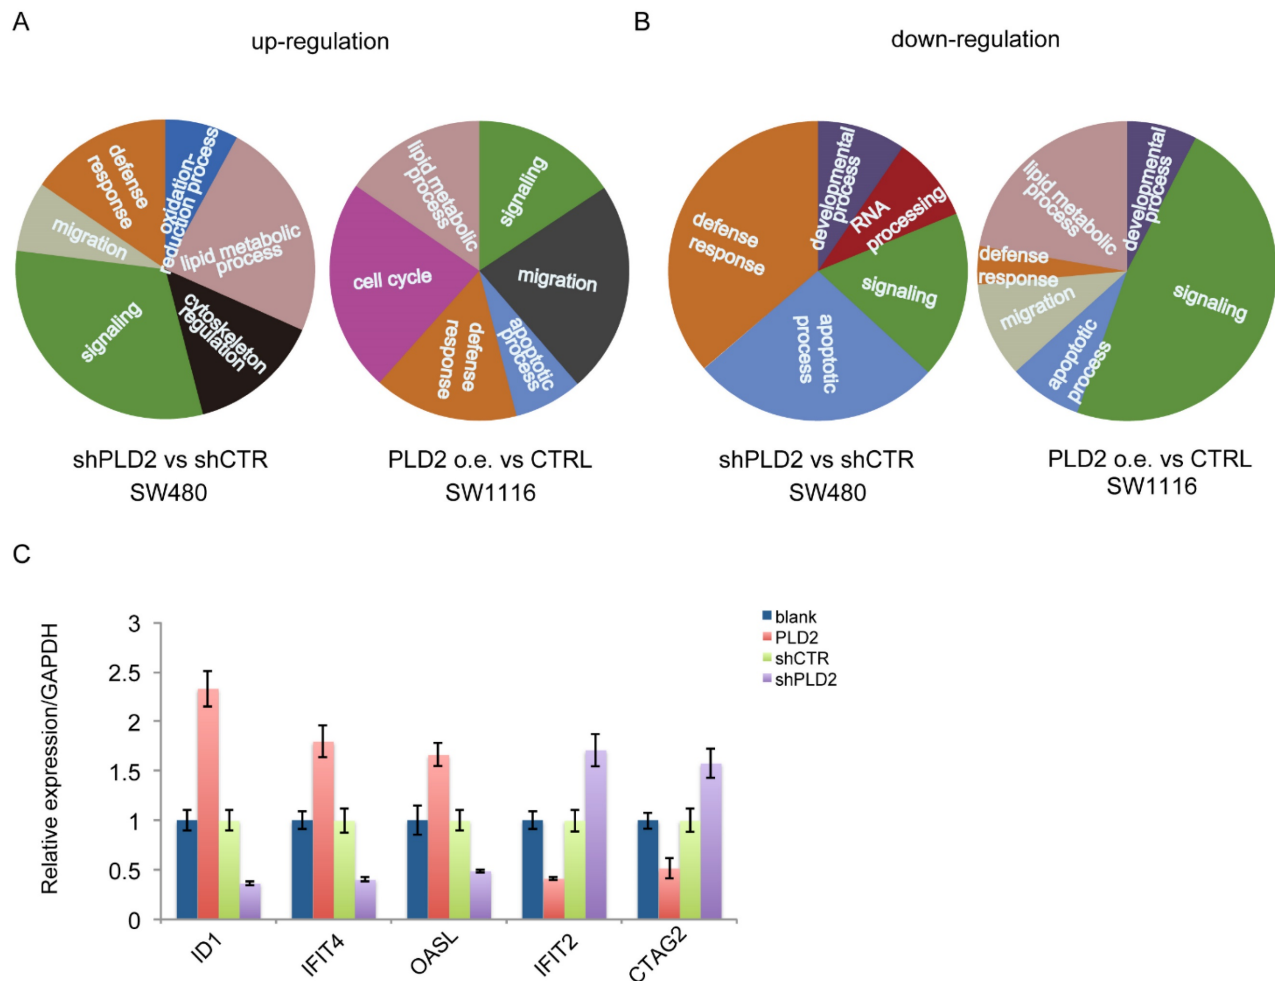 A
up-regulation
B
down-regulation
defense
response
oxidation-
reduction process
lipid metabolic
process
cytoskeleton
regulation
signaling
migration
shPLD2 vs shCTR
SW480
lipid metabolic
process
signaling
migration
apoptotic
process
defense
response
cell cycle
PLD2 o.e. vs CTRL
SW1116
developmental
process
RNA
processing
signaling
apoptotic
process
defense
response
shPLD2 vs shCTR
SW480
lipid metabolic
process
developmental
process
signaling
apoptotic
process
migration
defense
response
PLD2 o.e. vs CTRL
SW1116
C
Relative expression/GAPDH
3
2.5
2
1.5
1
0.5
0
blank
PLD2
shCTR
shPLD2
ID1
IFIT4
OASL
IFIT2
CTAG2